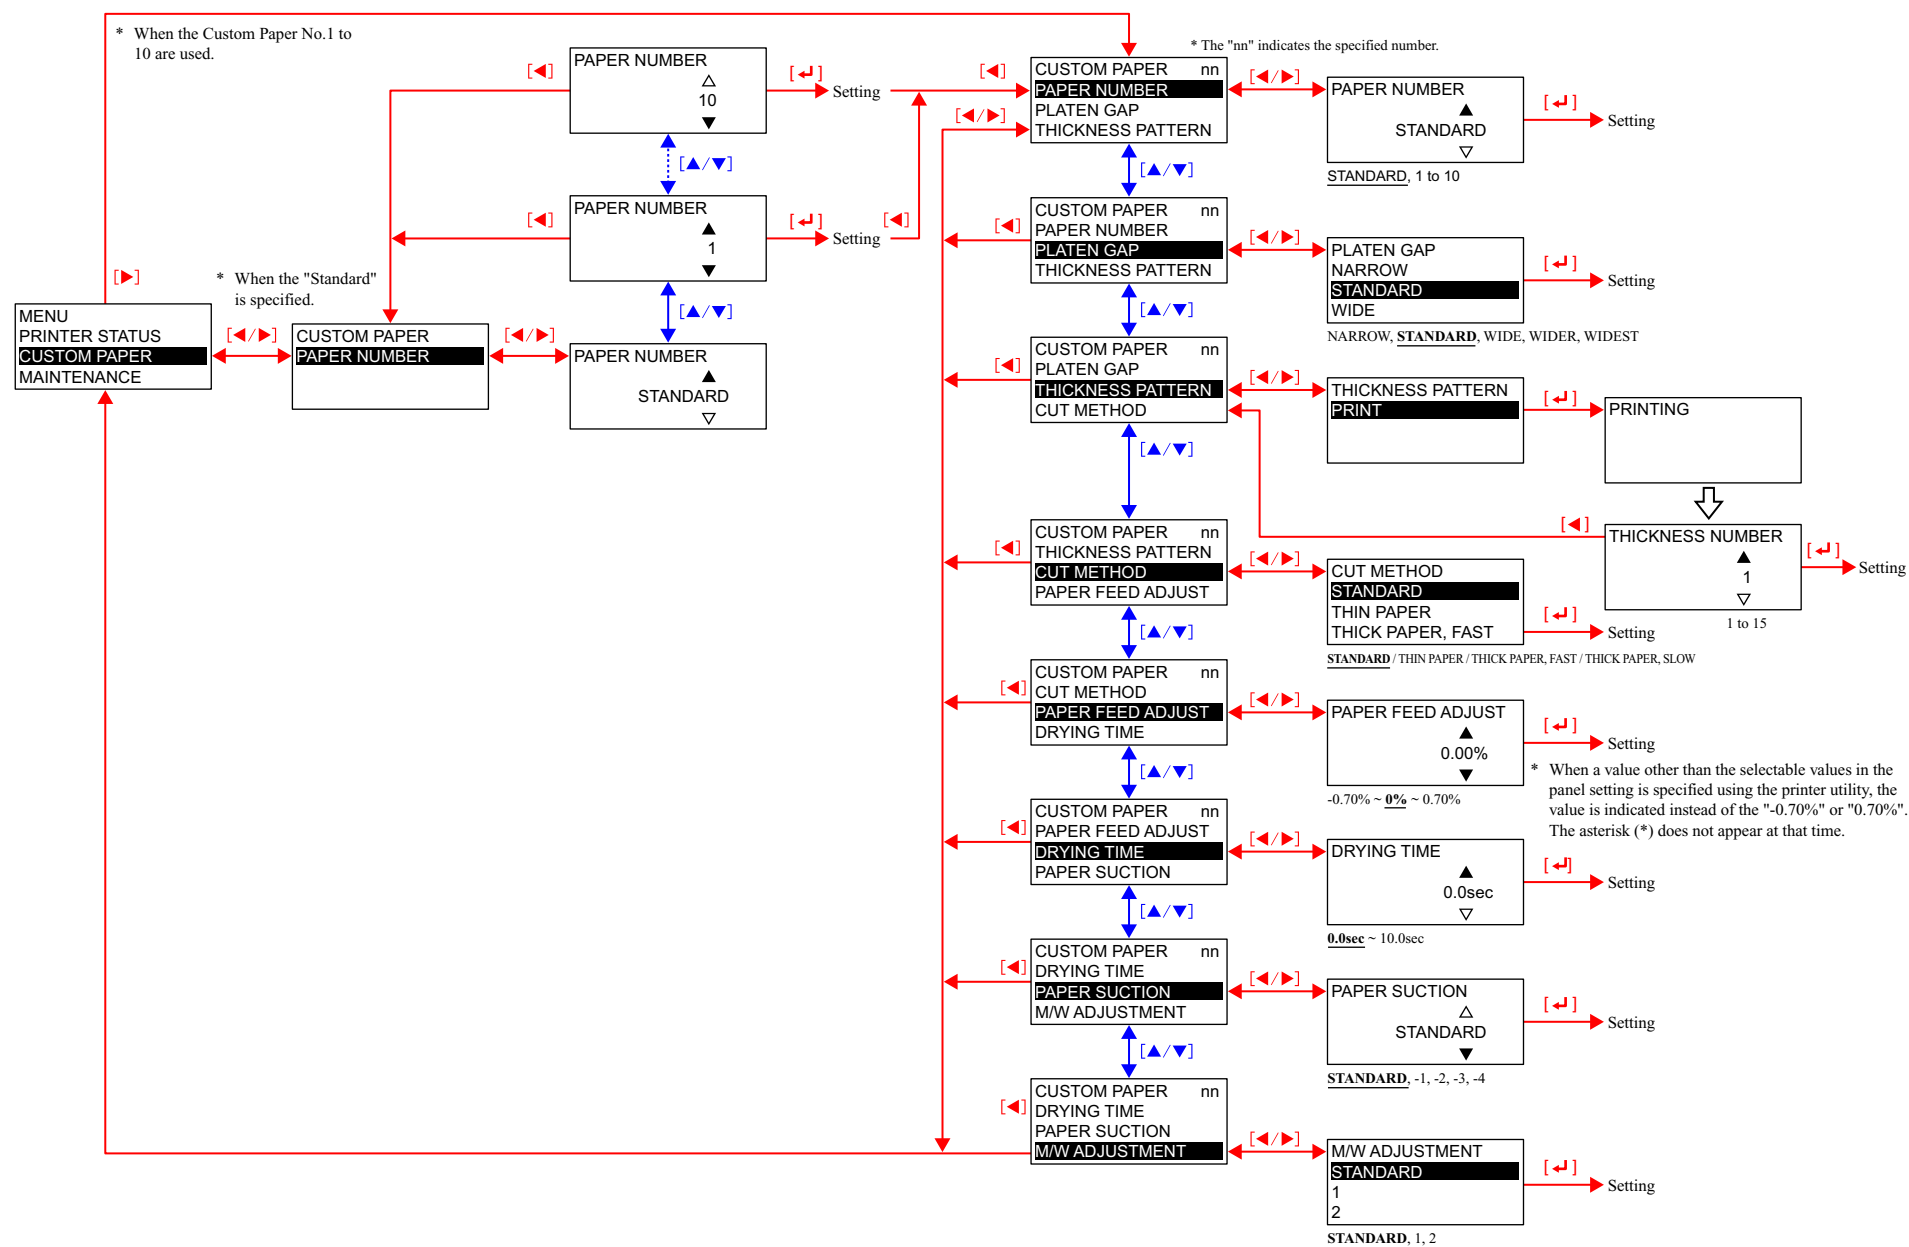 * When the Custom Paper No.1 to
10 are used.
[◀]
PAPER NUMBER
△
10
▼
[↵]
Setting
[▲/▼]
[◀]
PAPER NUMBER
▲
1
▼
[↵]
Setting
[◀]
[▲/▼]
[▶]
* When the "Standard"
is specified.
MENU
PRINTER STATUS
CUSTOM PAPER
MAINTENANCE
[◀/▶]
CUSTOM PAPER
PAPER NUMBER
[◀/▶]
PAPER NUMBER
▲
STANDARD
▽
* The "nn" indicates the specified number.
[◀]
[◀/▶]
CUSTOM PAPER nn
PAPER NUMBER
PLATEN GAP
THICKNESS PATTERN
[◀/▶]
PAPER NUMBER
▲
STANDARD
▽
[↵]
Setting
STANDARD, 1 to 10
[▲/▼]
[◀]
CUSTOM PAPER nn
PAPER NUMBER
PLATEN GAP
THICKNESS PATTERN
[◀/▶]
PLATEN GAP
NARROW
STANDARD
WIDE
[↵]
Setting
NARROW, STANDARD, WIDE, WIDER, WIDEST
[▲/▼]
[◀]
CUSTOM PAPER nn
PLATEN GAP
THICKNESS PATTERN
CUT METHOD
[◀/▶]
THICKNESS PATTERN
PRINT
[↵]
PRINTING
[▲/▼]
[◀]
THICKNESS NUMBER
▲
1
▽
[↵]
Setting
1 to 15
[◀]
CUSTOM PAPER nn
THICKNESS PATTERN
CUT METHOD
PAPER FEED ADJUST
[◀/▶]
CUT METHOD
STANDARD
THIN PAPER
THICK PAPER, FAST
[↵]
Setting
STANDARD / THIN PAPER / THICK PAPER, FAST / THICK PAPER, SLOW
[▲/▼]
[◀]
CUSTOM PAPER nn
CUT METHOD
PAPER FEED ADJUST
DRYING TIME
[◀/▶]
PAPER FEED ADJUST
▲
0.00%
▼
[↵]
Setting
-0.70% ~ 0% ~ 0.70%
* When a value other than the selectable values in the
panel setting is specified using the printer utility, the
value is indicated instead of the "-0.70%" or "0.70%".
The asterisk (*) does not appear at that time.
[▲/▼]
[◀]
CUSTOM PAPER nn
PAPER FEED ADJUST
DRYING TIME
PAPER SUCTION
[◀/▶]
DRYING TIME
▲
0.0sec
▽
[↵]
Setting
0.0sec ~ 10.0sec
[▲/▼]
[◀]
CUSTOM PAPER nn
DRYING TIME
PAPER SUCTION
M/W ADJUSTMENT
[◀/▶]
PAPER SUCTION
△
STANDARD
▼
[↵]
Setting
STANDARD, -1, -2, -3, -4
[▲/▼]
[◀]
CUSTOM PAPER nn
DRYING TIME
PAPER SUCTION
M/W ADJUSTMENT
[◀/▶]
M/W ADJUSTMENT
STANDARD
1
2
[↵]
Setting
STANDARD, 1, 2